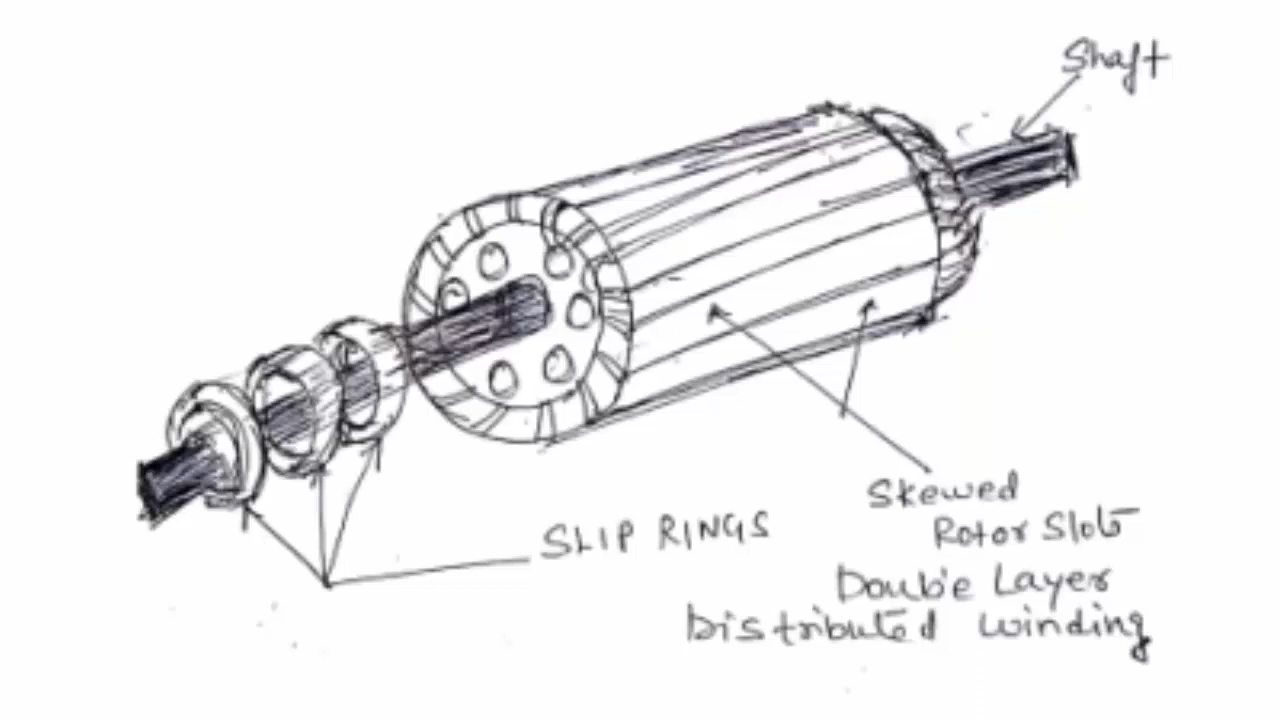 Shaft
SLIP RINGS
Skewed
Rotor Slots
Double Layer
Distributed winding